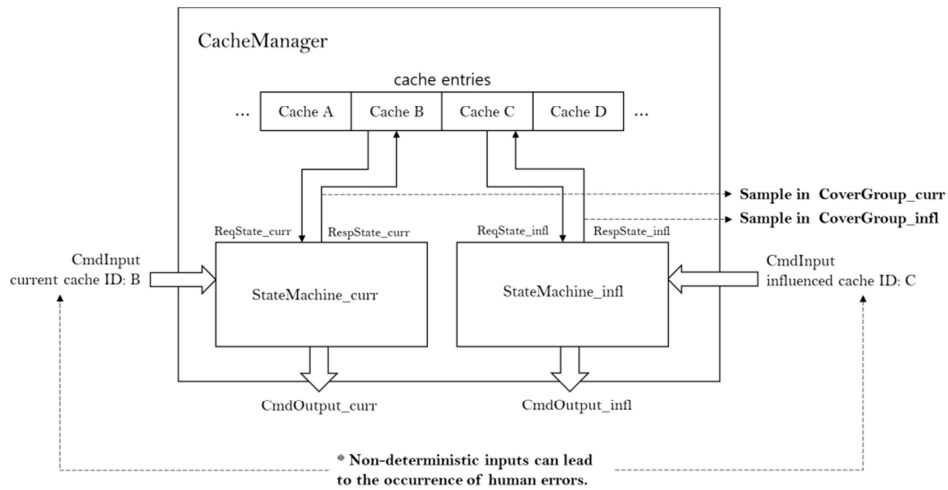 CacheManager
cache entries
... Cache A Cache B Cache C Cache D ...
Sample in CoverGroup_curr
Sample in CoverGroup_infl
ReqState_curr RespState_curr ReqState_infl RespState_infl
CmdInput
current cache ID: B
StateMachine_curr
StateMachine_infl
CmdInput
influenced cache ID: C
CmdOutput_curr
CmdOutput_infl
* Non-deterministic inputs can lead
to the occurrence of human errors.